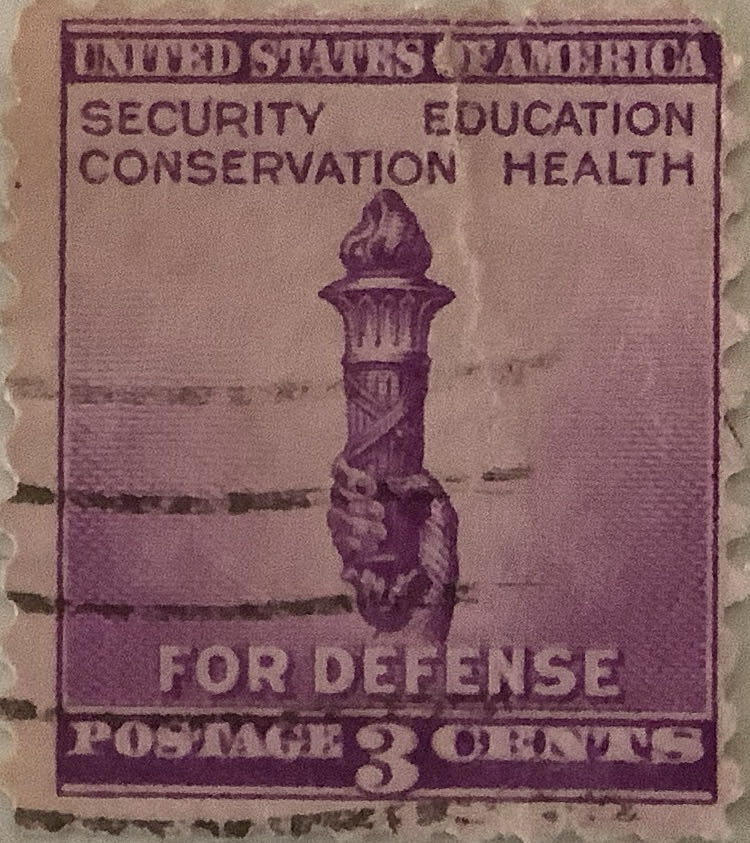 UNITED STATES OF AMERICA
SECURITY EDUCATION
CONSERVATION HEALTH
FOR DEFENSE
POSTAGE 3 CENTS